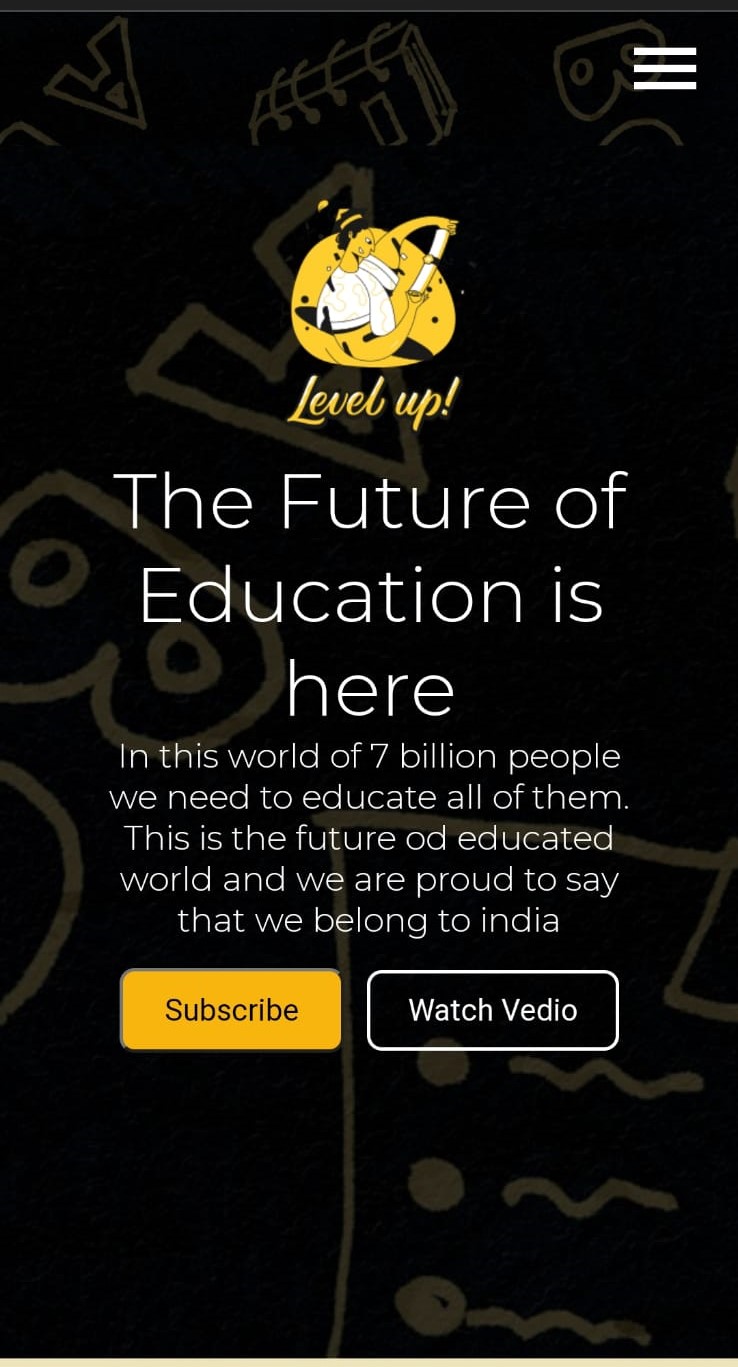 Level up!
The Future of
Education is
here
In this world of 7 billion people
we need to educate all of them.
This is the future od educated
world and we are proud to say
that we belong to india
Subscribe
Watch Vedio